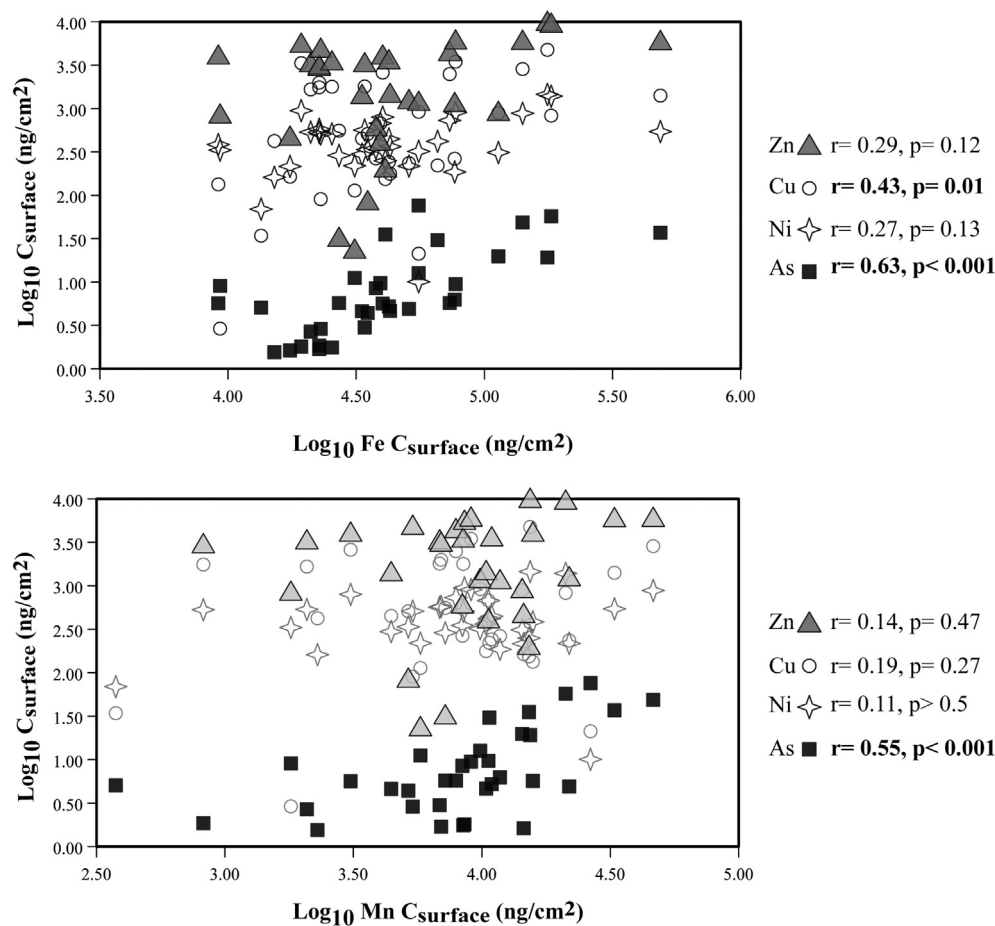 4.00
3.50
3.00
2.50
2.00
1.50
1.00
0.50
0.00
Log10 Csurface (ng/cm2)
3.50 4.00 4.50 5.00 5.50 6.00
Log10 Fe Csurface (ng/cm2)
Zn r= 0.29, p= 0.12
Cu r= 0.43, p= 0.01
Ni r= 0.27, p= 0.13
As r= 0.63, p< 0.001
4.00
3.50
3.00
2.50
2.00
1.50
1.00
0.50
0.00
Log10 Csurface (ng/cm2)
2.50 3.00 3.50 4.00 4.50 5.00
Log10 Mn Csurface (ng/cm2)
Zn r= 0.14, p= 0.47
Cu r= 0.19, p= 0.27
Ni r= 0.11, p> 0.5
As r= 0.55, p< 0.001